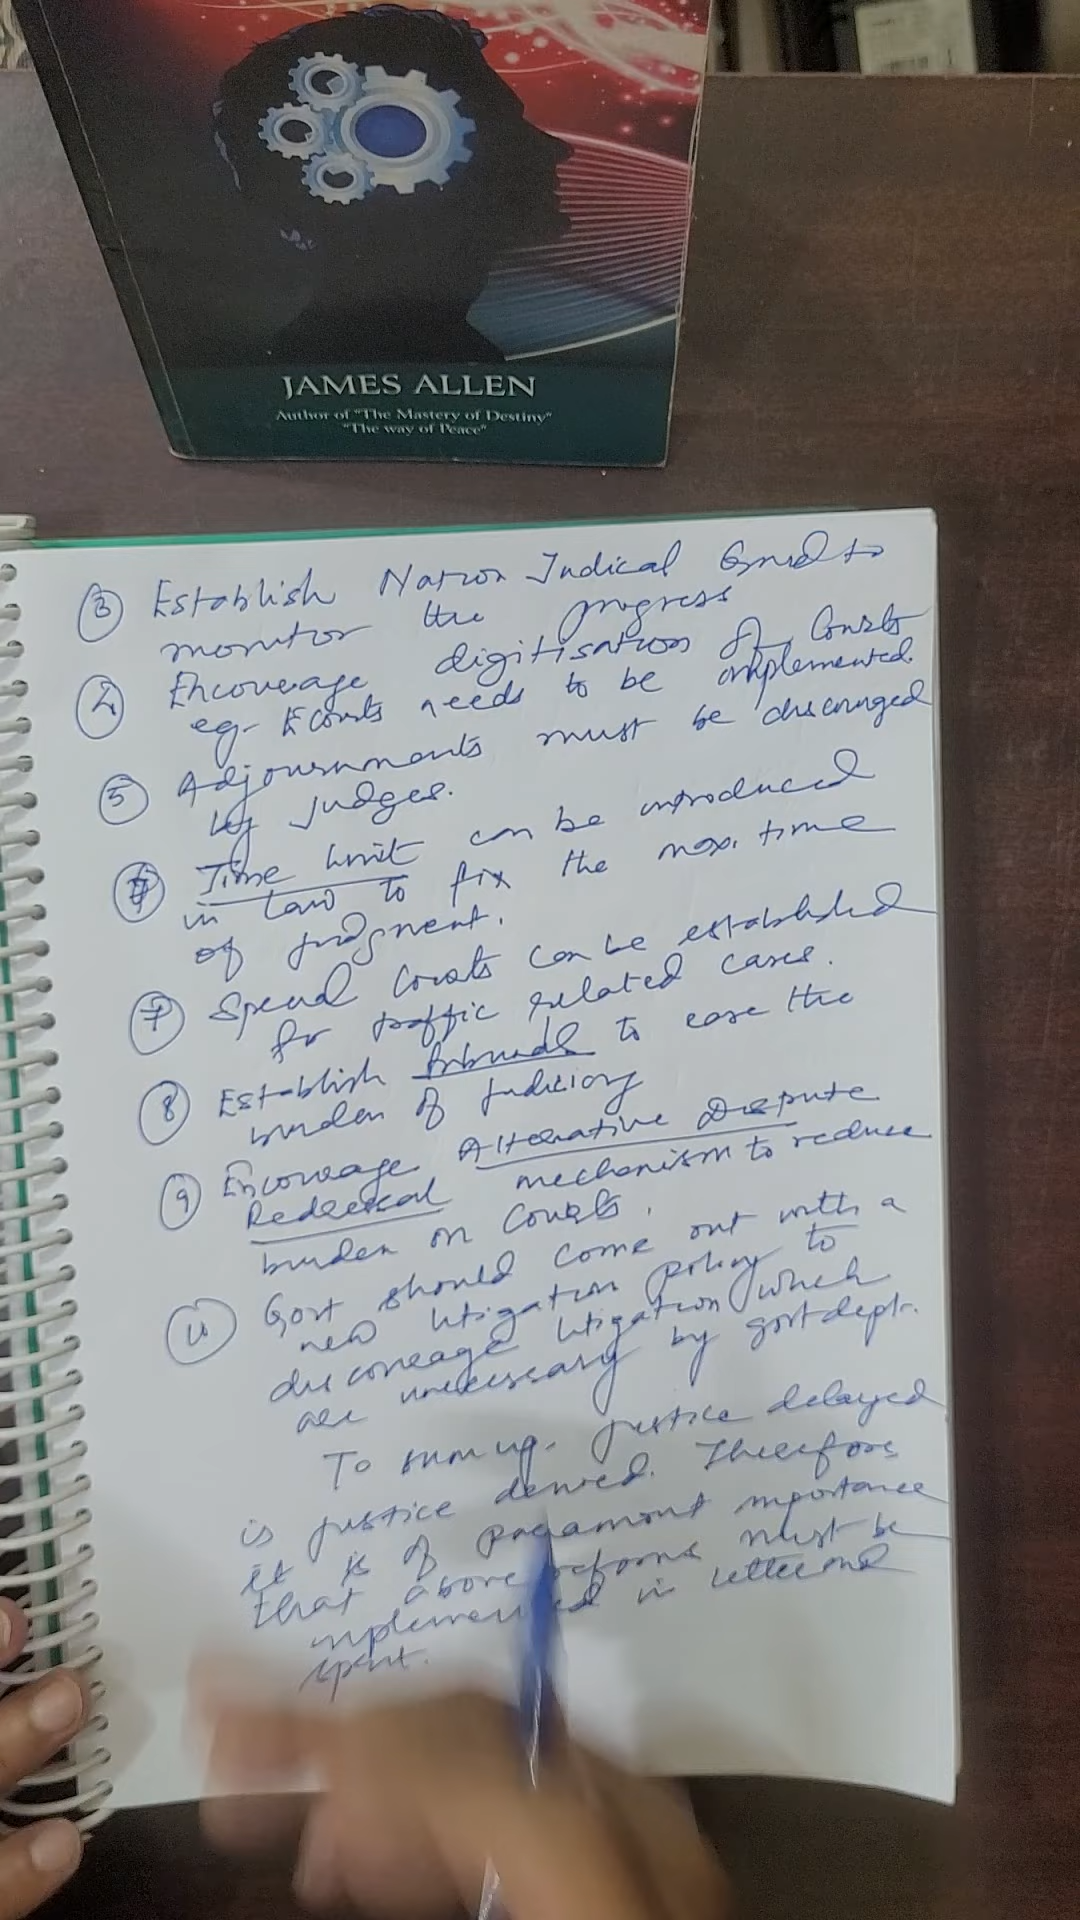 JAMES ALLEN
Author of "The Mastery of Destiny"
"The way of Peace"
③ Establish Nation Judical Grid to
monitor the progress
④ Encourage digitisation of Courts
eg- ECourts needs to be implemented.
⑤ Adjournments must be discouraged
by judges.
⑥ Time limit can be introduced
in law to fix the max. time
of judgment.
⑦ Special Courts can be established
for traffic related cases.
⑧ Establish tribunals to ease the
burden of Judiciary
⑨ Encourage Alternative Dispute
Redressal mechanism to reduce
burden on Courts.
⑩ Govt should come out with a
new litigation policy to
discourage litigation which
are unnecessary by govt dept.
To sum up, justice delayed
is justice denied. Therefore
it is of paramount importance
that above reforms must be
implemented in letter and
spirit.